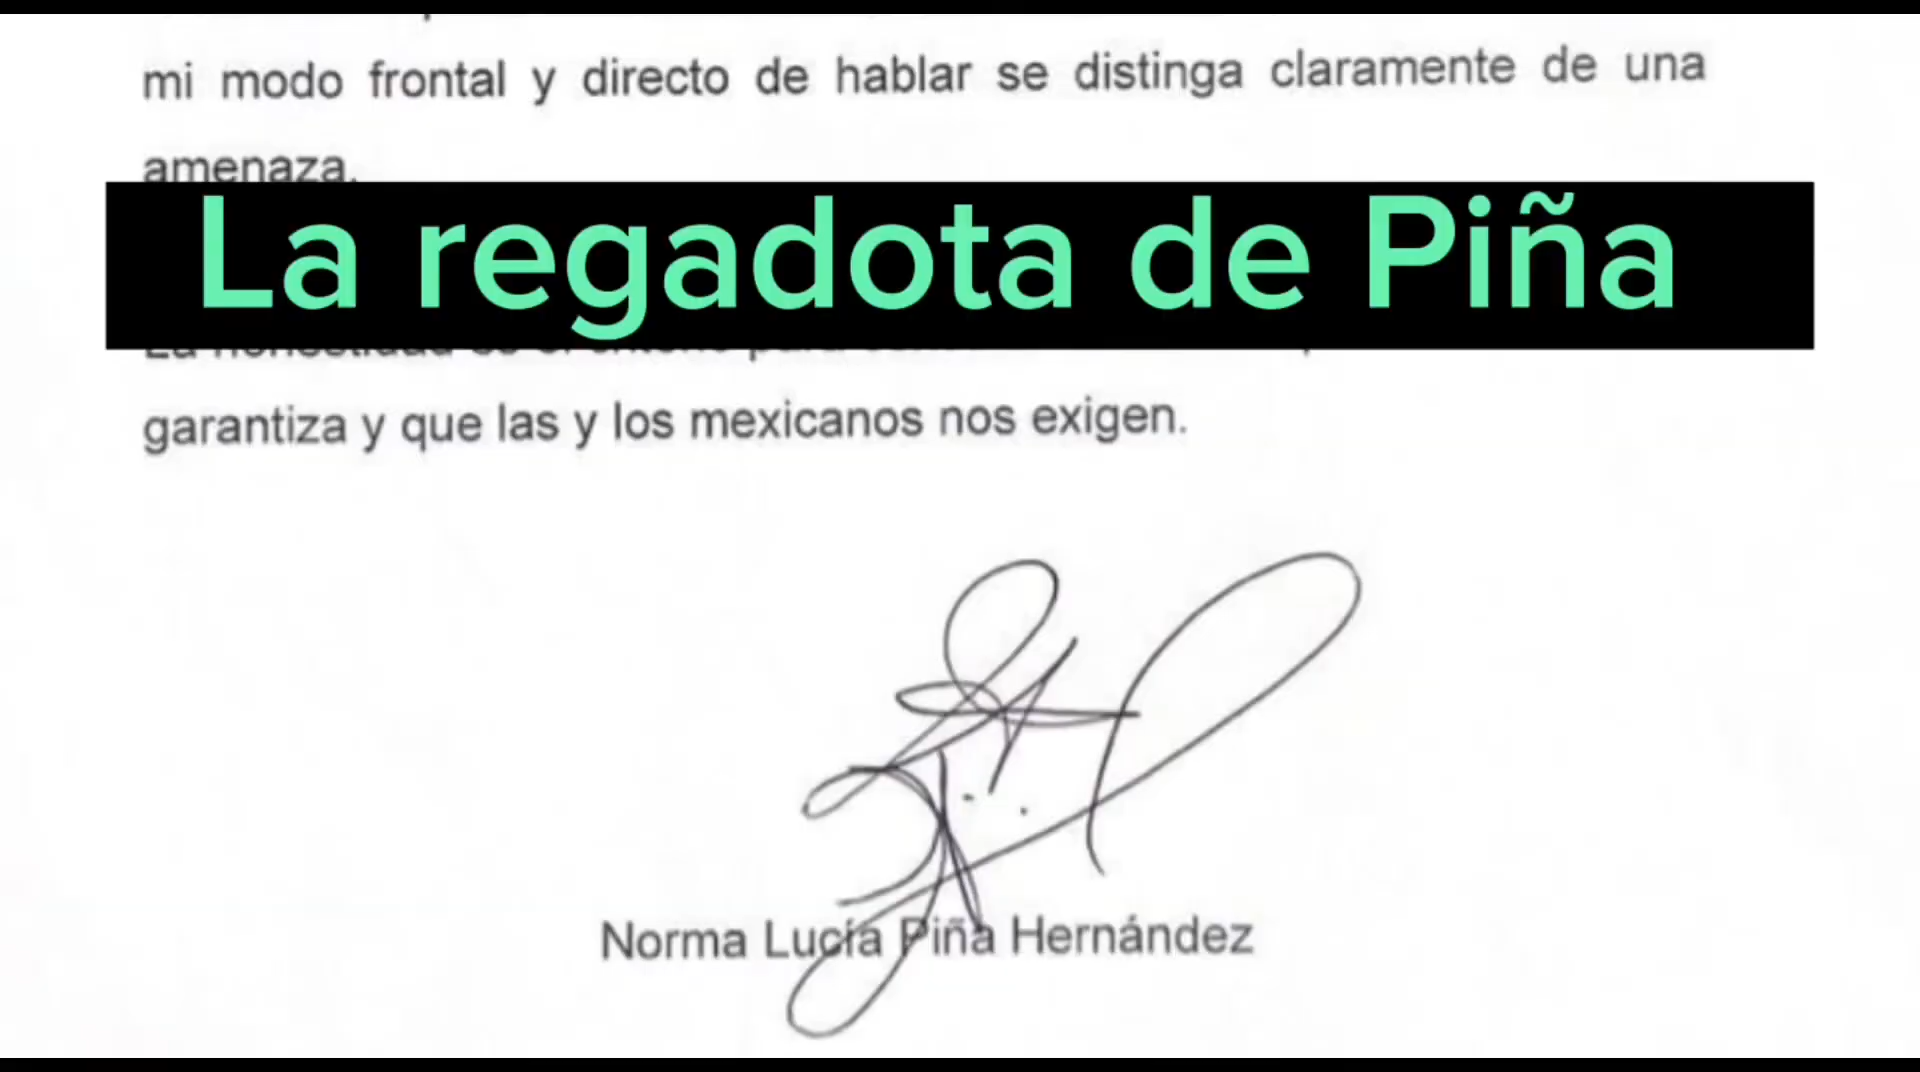 mi modo frontal y directo de hablar se distinga claramente de una
amenaza.
La regadota de Piña
garantiza y que las y los mexicanos nos exigen.
Norma Lucía Piña Hernández